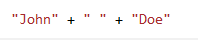 "John" + " " + "Doe"